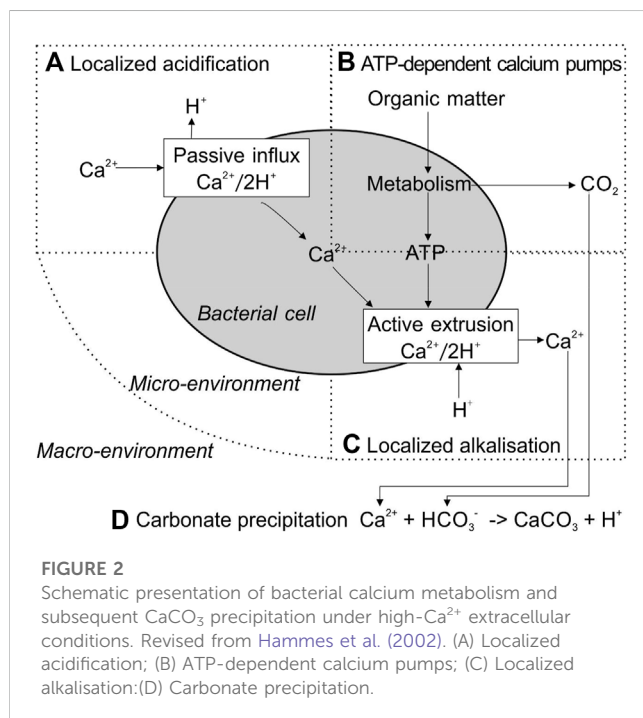 A Localized acidification
B ATP-dependent calcium pumps
H⁺
Organic matter
Ca²⁺
Passive influx
Ca²⁺/2H⁺
Metabolism
CO₂
Ca²⁺
ATP
Bacterial cell
Active extrusion
Ca²⁺/2H⁺
Ca²⁺
Micro-environment
H⁺
Macro-environment
C Localized alkalisation
D Carbonate precipitation Ca²⁺ + HCO₃⁻ -> CaCO₃ + H⁺
FIGURE 2
Schematic presentation of bacterial calcium metabolism and
subsequent CaCO₃ precipitation under high-Ca²⁺ extracellular
conditions. Revised from Hammes et al. (2002). (A) Localized
acidification; (B) ATP-dependent calcium pumps; (C) Localized
alkalisation:(D) Carbonate precipitation.